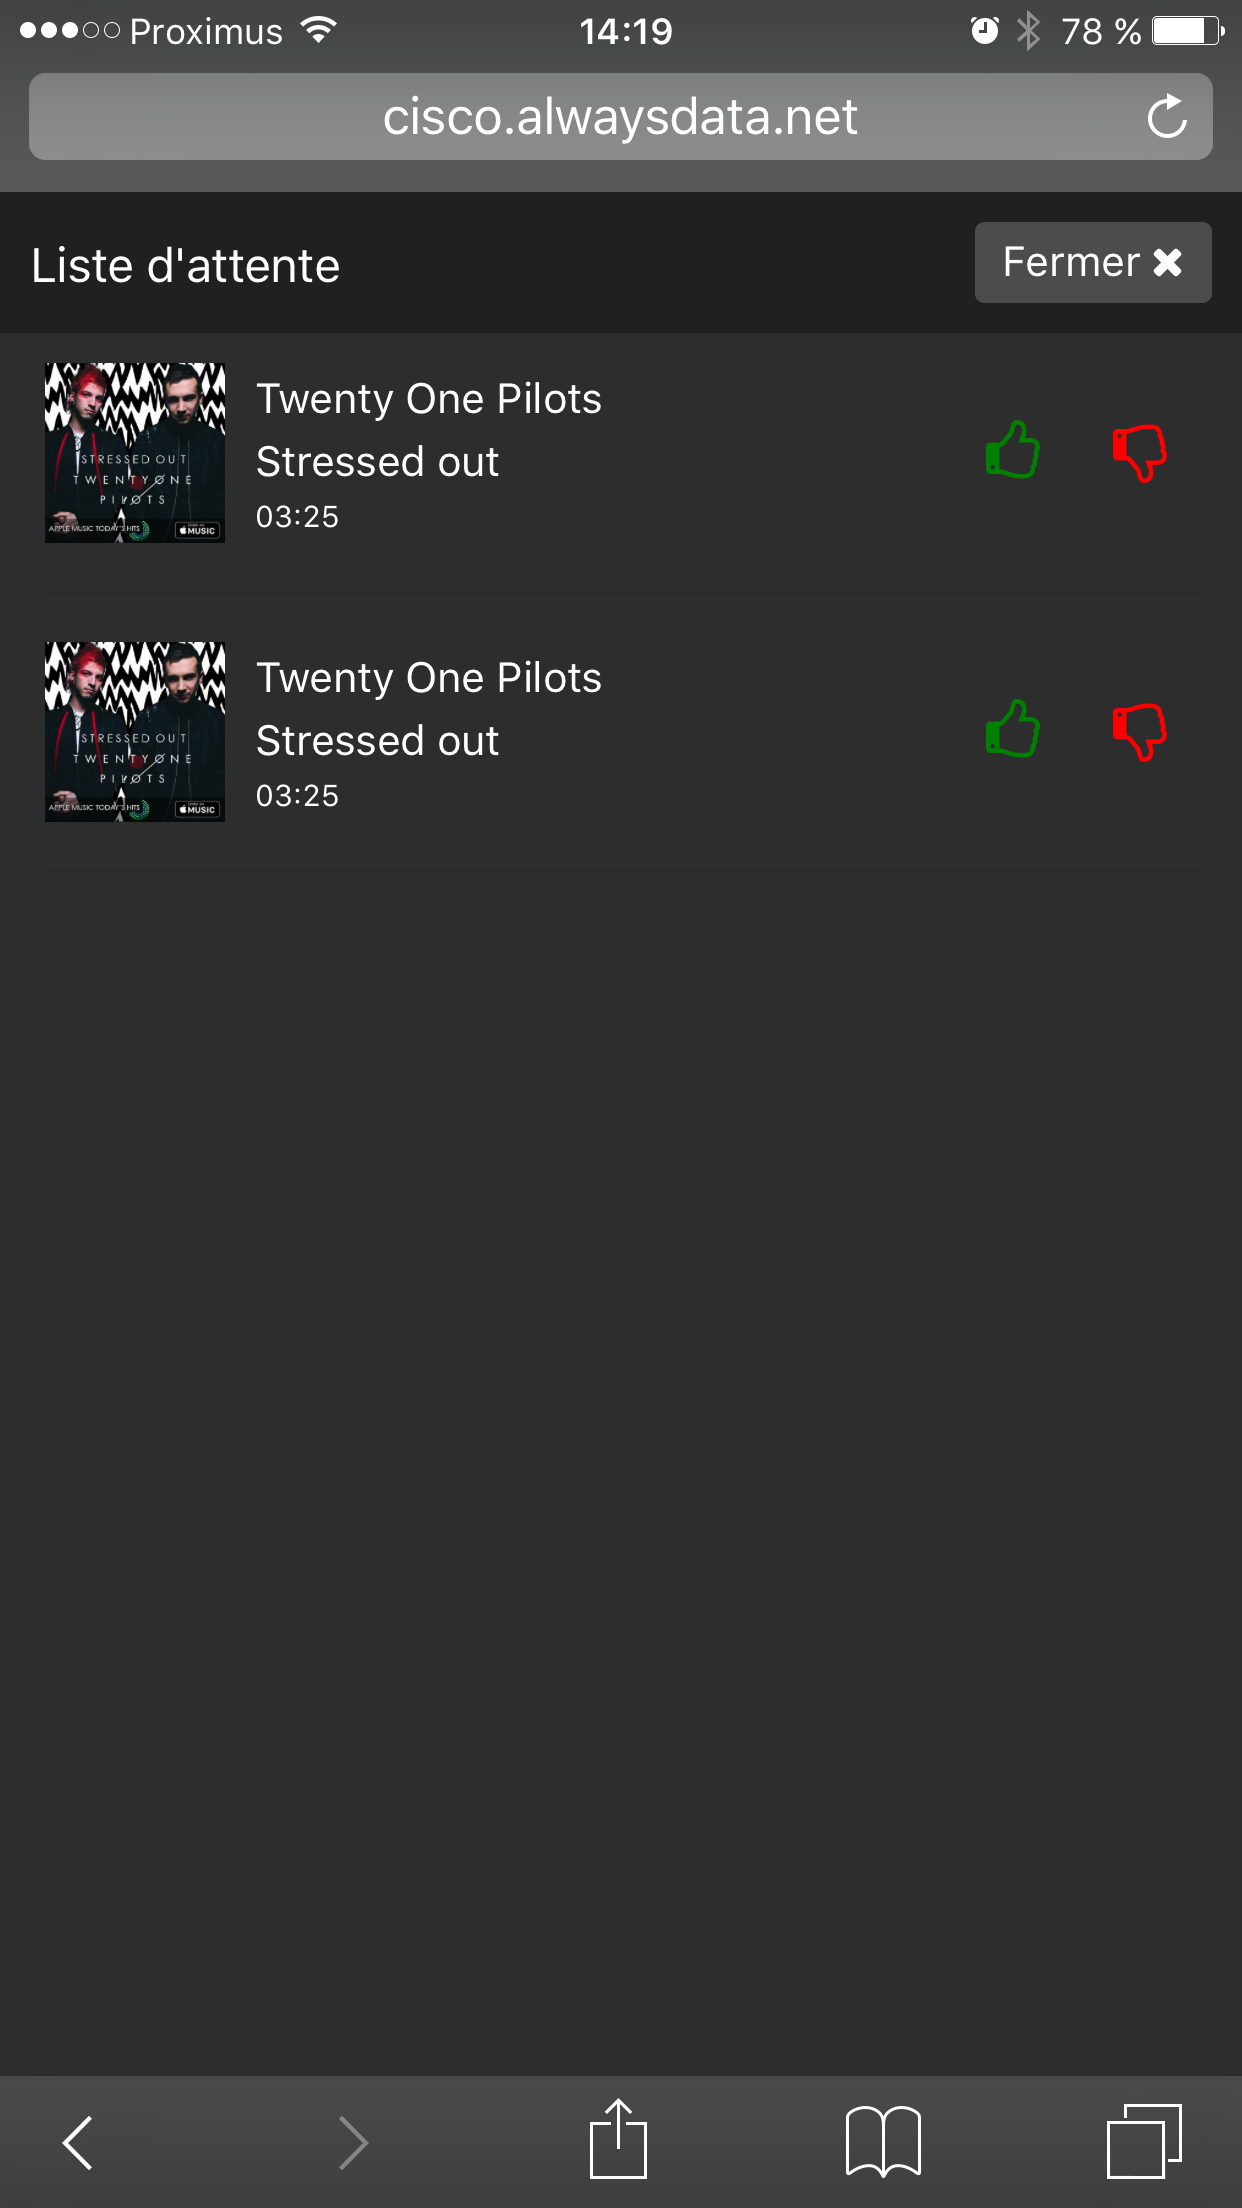 Proximus 14:19 78 %
cisco.alwaysdata.net
Liste d'attente
Fermer
STRESSED OUT
TWENTY ØNE
PILØTS
APPLE MUSIC TODAY'S HITS
MUSIC
Twenty One Pilots
Stressed out
03:25
STRESSED OUT
TWENTY ØNE
PILØTS
APPLE MUSIC TODAY'S HITS
MUSIC
Twenty One Pilots
Stressed out
03:25